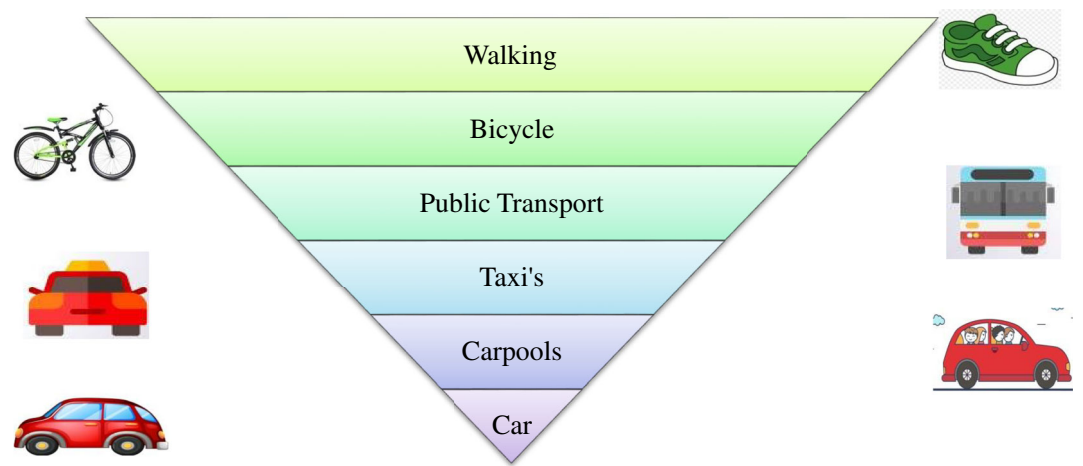 Walking
Bicycle
Public Transport
Taxi's
Carpools
Car